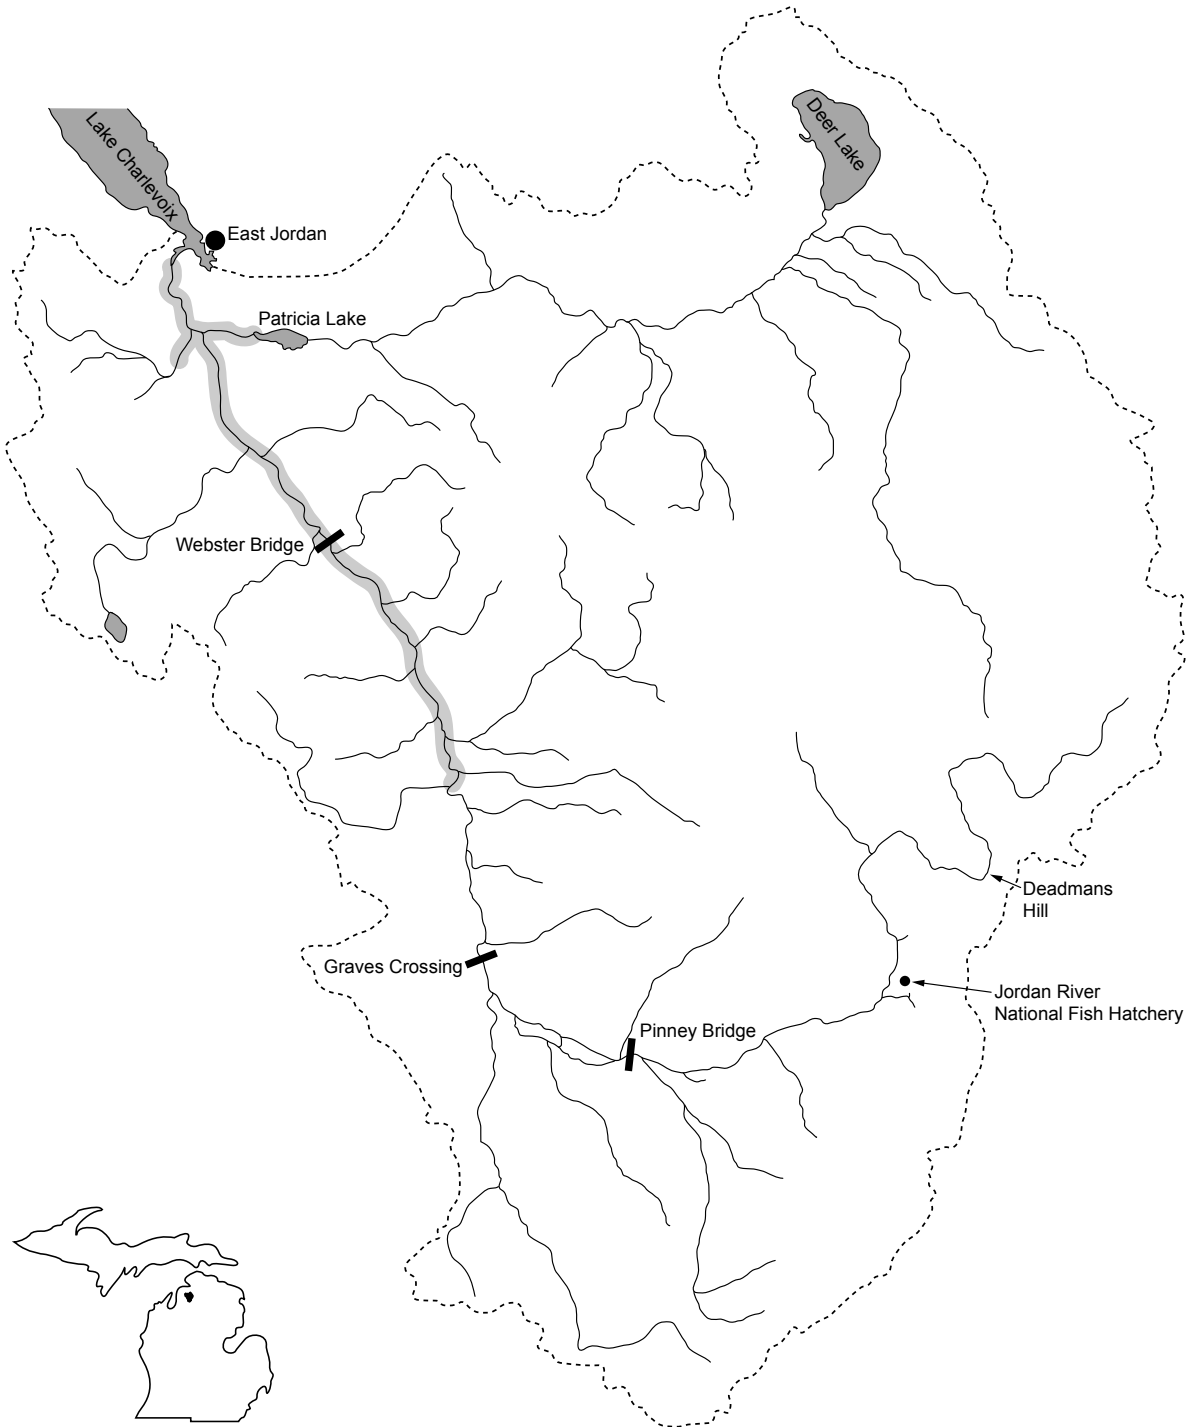 Deer Lake
Lake Charlevoix
East Jordan
Patricia Lake
Webster Bridge
Deadmans
Hill
Graves Crossing
Jordan River
National Fish Hatchery
Pinney Bridge